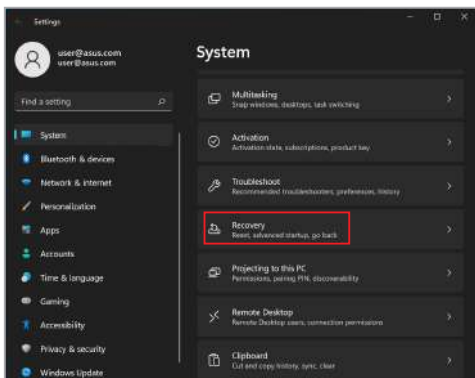 Settings
user@asus.com
user@asus.com
Find a setting
System
Bluetooth & devices
Network & internet
Personalization
Apps
Accounts
Time & language
Gaming
Accessibility
Privacy & security
Windows Update
System
Multitasking
Snap windows, desktops, task switching
Activation
Activation state, subscriptions, product key
Troubleshoot
Recommended troubleshooters, preferences, history
Recovery
Reset, advanced startup, go back
Projecting to this PC
Permissions, pairing PIN, discoverability
Remote Desktop
Remote Desktop users, connection permissions
Clipboard
Cut and copy history, sync, clear